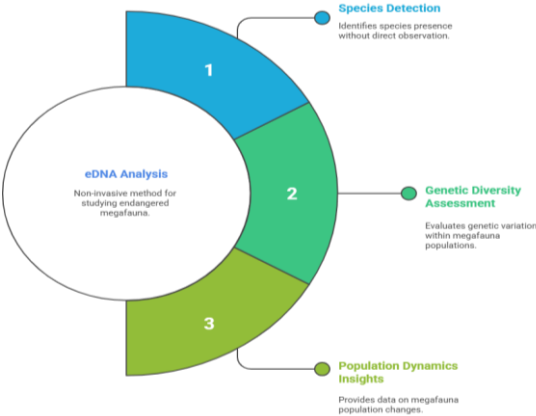 Species Detection
Identifies species presence
without direct observation.
1
eDNA Analysis
Non-invasive method for
studying endangered
megafauna.
2
Genetic Diversity
Assessment
Evaluates genetic variation
within megafauna
populations.
3
Population Dynamics
Insights
Provides data on megafauna
population changes.